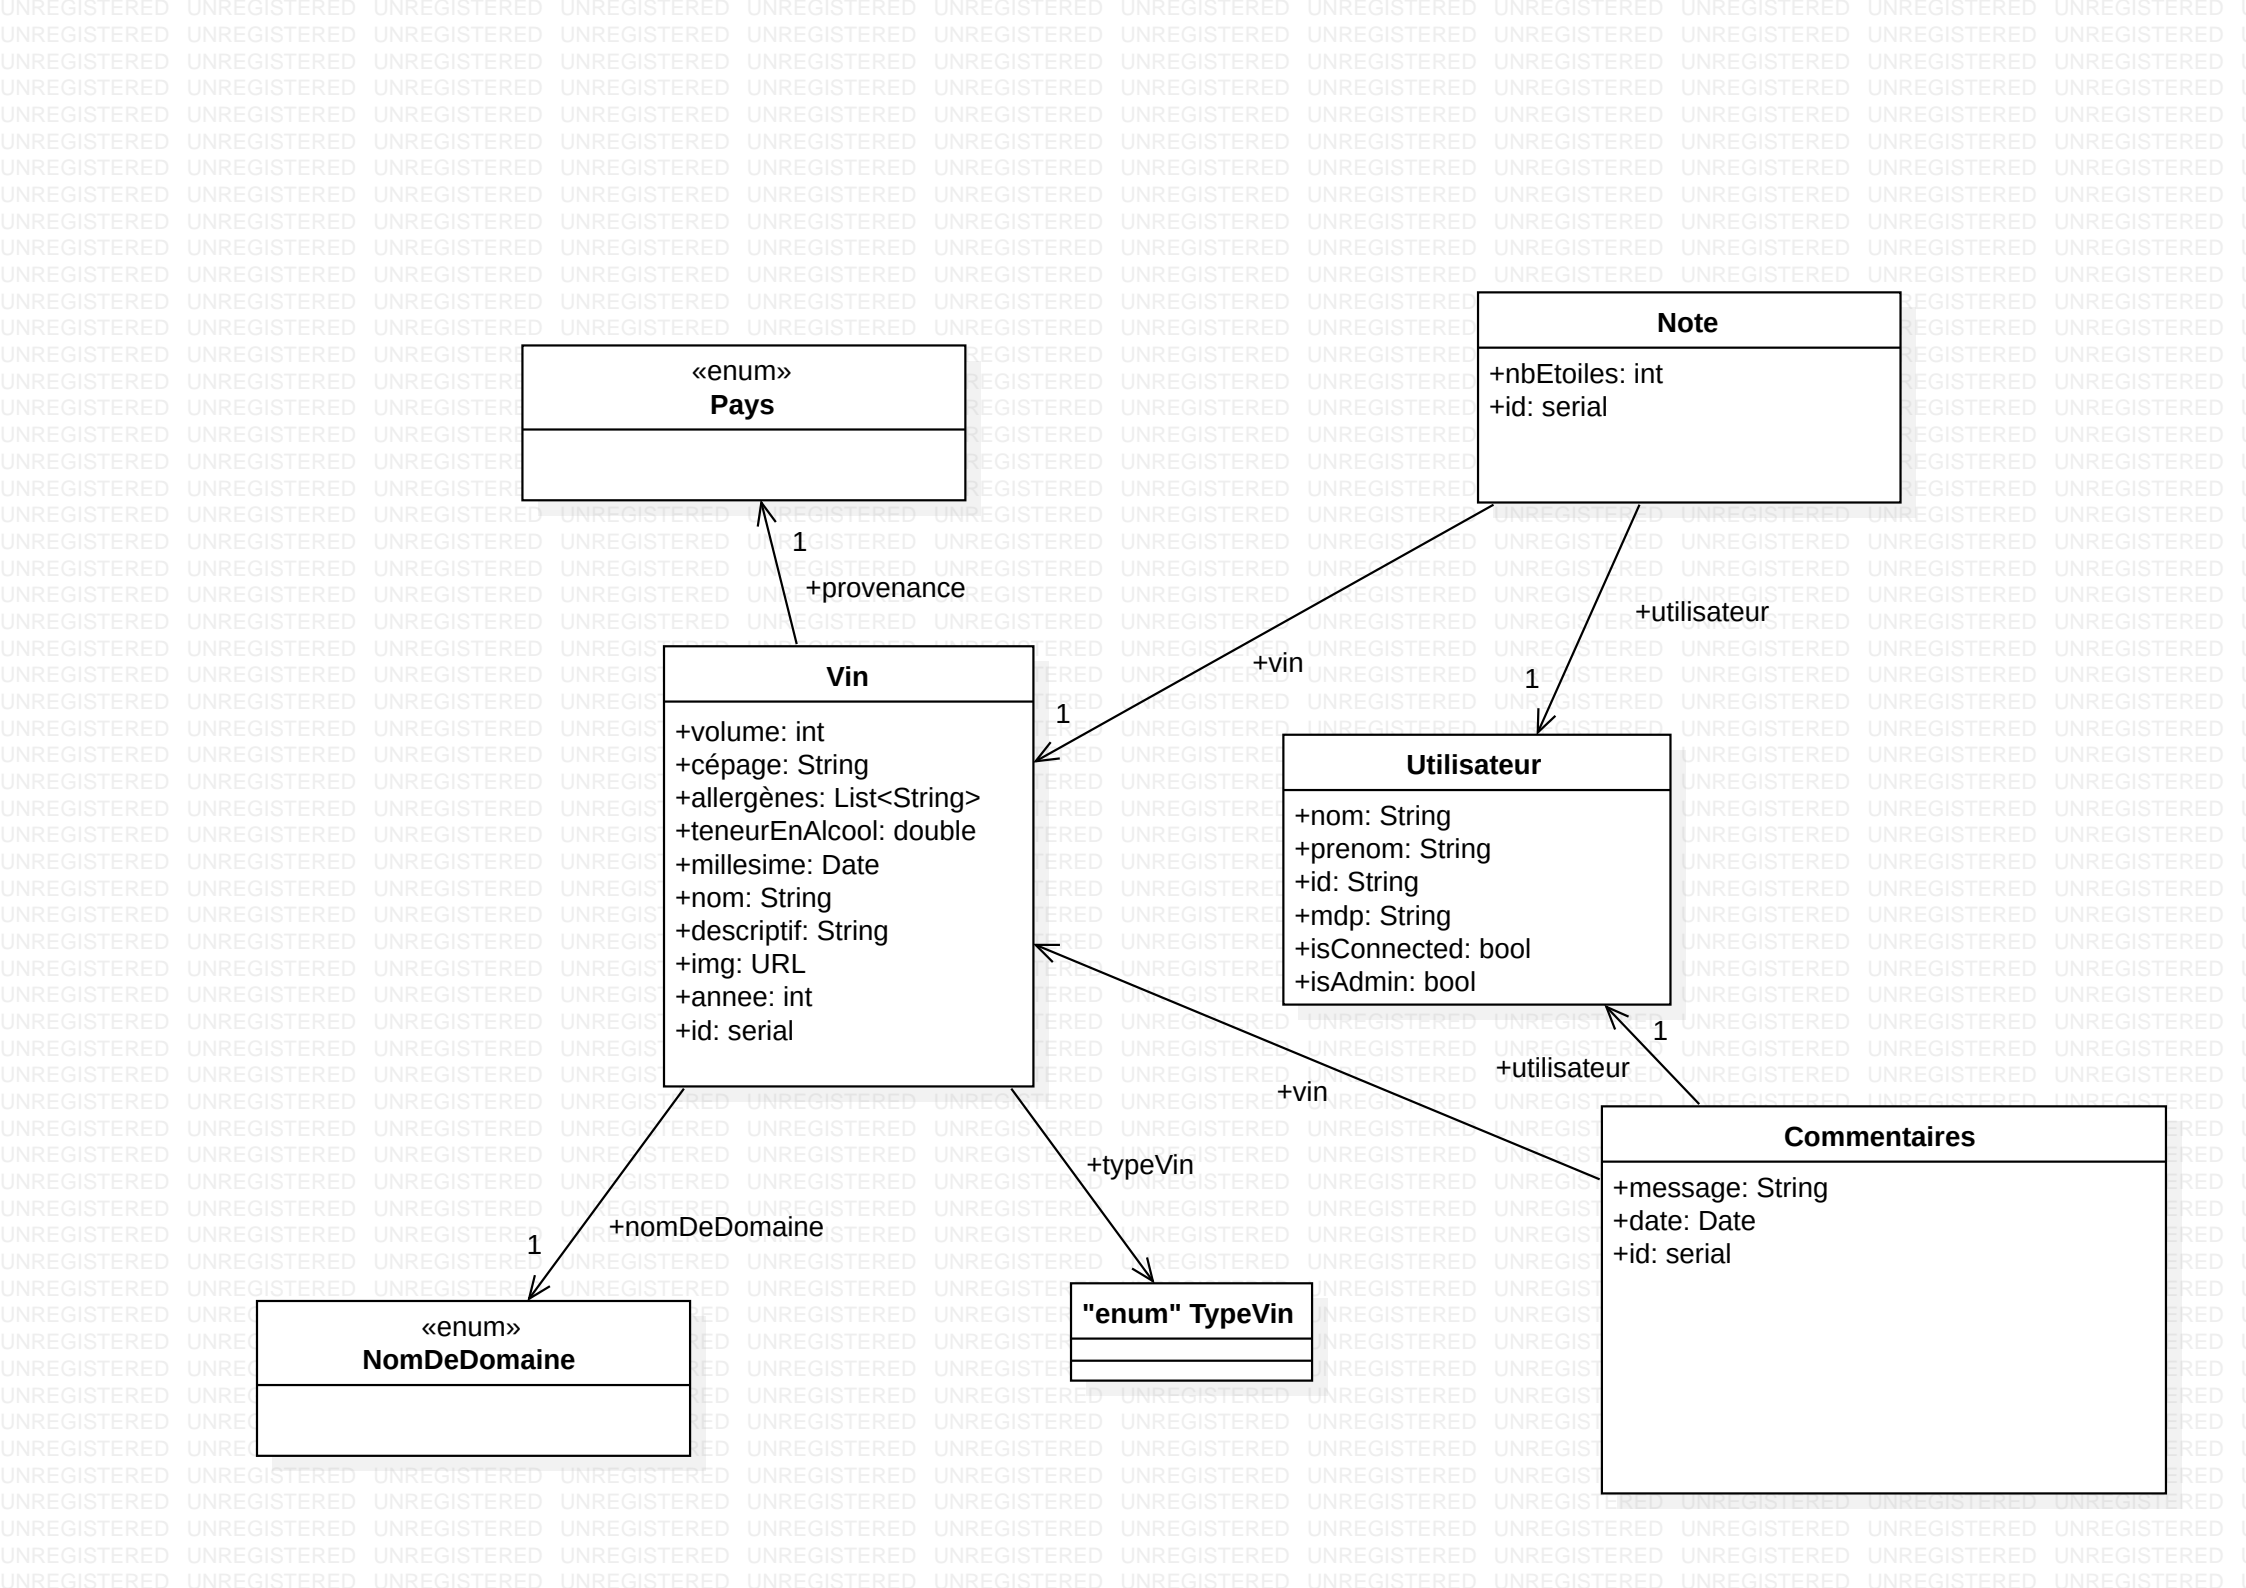 Note
+nbEtoiles: int
+id: serial
«enum»
Pays
1
+provenance
+utilisateur
+vin
1
1
Vin
+volume: int
+cépage: String
+allergènes: List<String>
+teneurEnAlcool: double
+millesime: Date
+nom: String
+descriptif: String
+img: URL
+annee: int
+id: serial
Utilisateur
+nom: String
+prenom: String
+id: String
+mdp: String
+isConnected: bool
+isAdmin: bool
1
+utilisateur
+vin
Commentaires
+message: String
+date: Date
+id: serial
+typeVin
+nomDeDomaine
1
«enum»
NomDeDomaine
"enum" TypeVin
UNREGISTERED